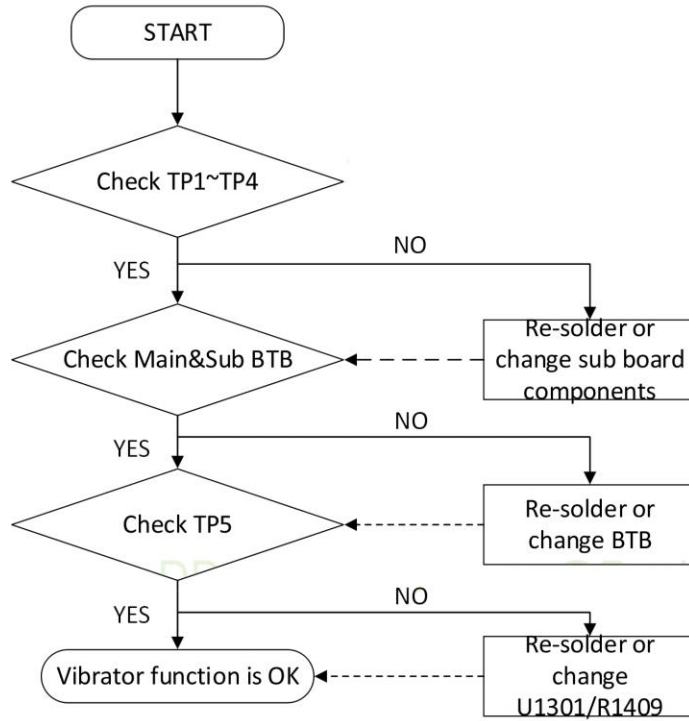 START
Check TP1~TP4
NO
YES
Re-solder or
change sub board
components
Check Main&Sub BTB
NO
YES
Re-solder or
change BTB
Check TP5
NO
YES
Re-solder or
change
U1301/R1409
Vibrator function is OK